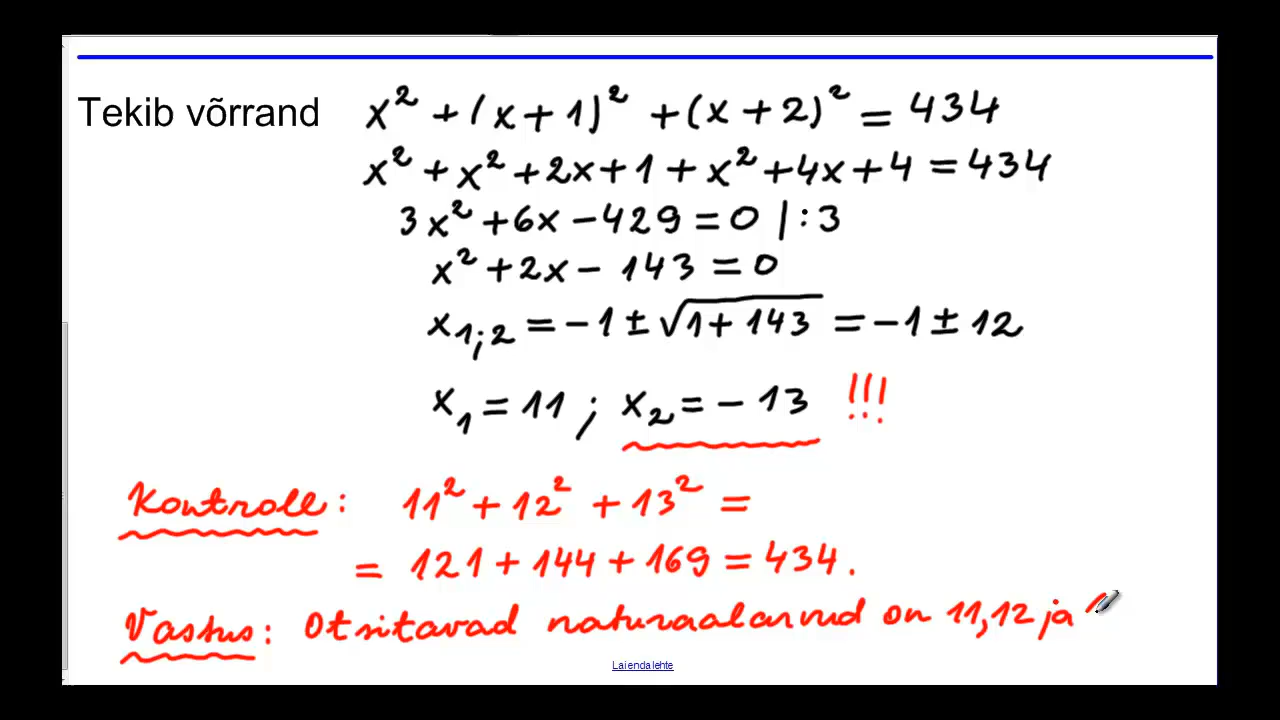 Tekib võrrand x² + (x + 1)² + (x + 2)² = 434
x² + x² + 2x + 1 + x² + 4x + 4 = 434
3x² + 6x − 429 = 0 | : 3
x² + 2x − 143 = 0
x₁;₂ = −1 ± √(1 + 143) = −1 ± 12
x₁ = 11 ; x₂ = −13 !!!
Kontroll: 11² + 12² + 13² =
= 121 + 144 + 169 = 434.
Vastus: Otsitavad naturaalarvud on 11, 12 ja
Laiendalehte